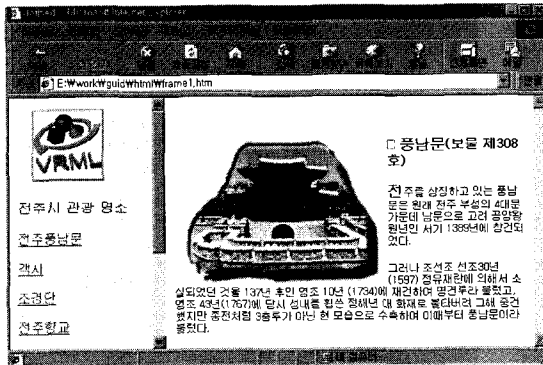 E:₩work₩guid₩html₩frame1.htm
VRML
전주시 관광 명소
전주풍남문
객사
조경단
전주향교
□ 풍남문(보물 제308
호)
전주를 상징하고 있는 풍남
문은 원래 전주 부성의 4대문
가운데 남문으로 고려 공양왕
원년인 서기 1389년에 창건되
었다.
그러나 조선조 선조30년
(1597) 정유재란에 의해서 소
실되었던 것을 137년 후인 영조 10년 (1734)에 재건하여 명견루라 불렀고,
영조 43년(1767)에 당시 성내를 휩쓴 정해년 대 화재로 불타버려 그해 중건
했지만 종전처럼 3층루가 아닌 현 모습으로 수축하여 이때부터 풍남문이라
불렀다.